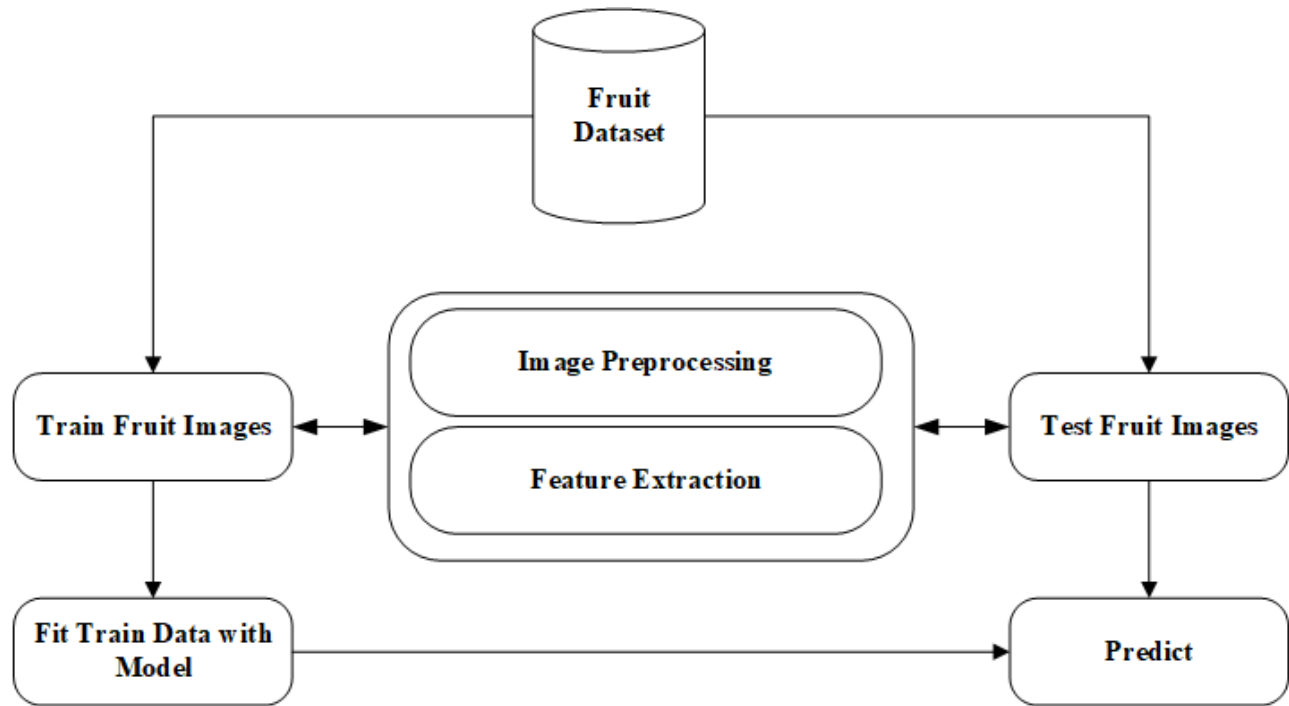 Fruit
Dataset
Image Preprocessing
Train Fruit Images
Test Fruit Images
Feature Extraction
Fit Train Data with
Model
Predict